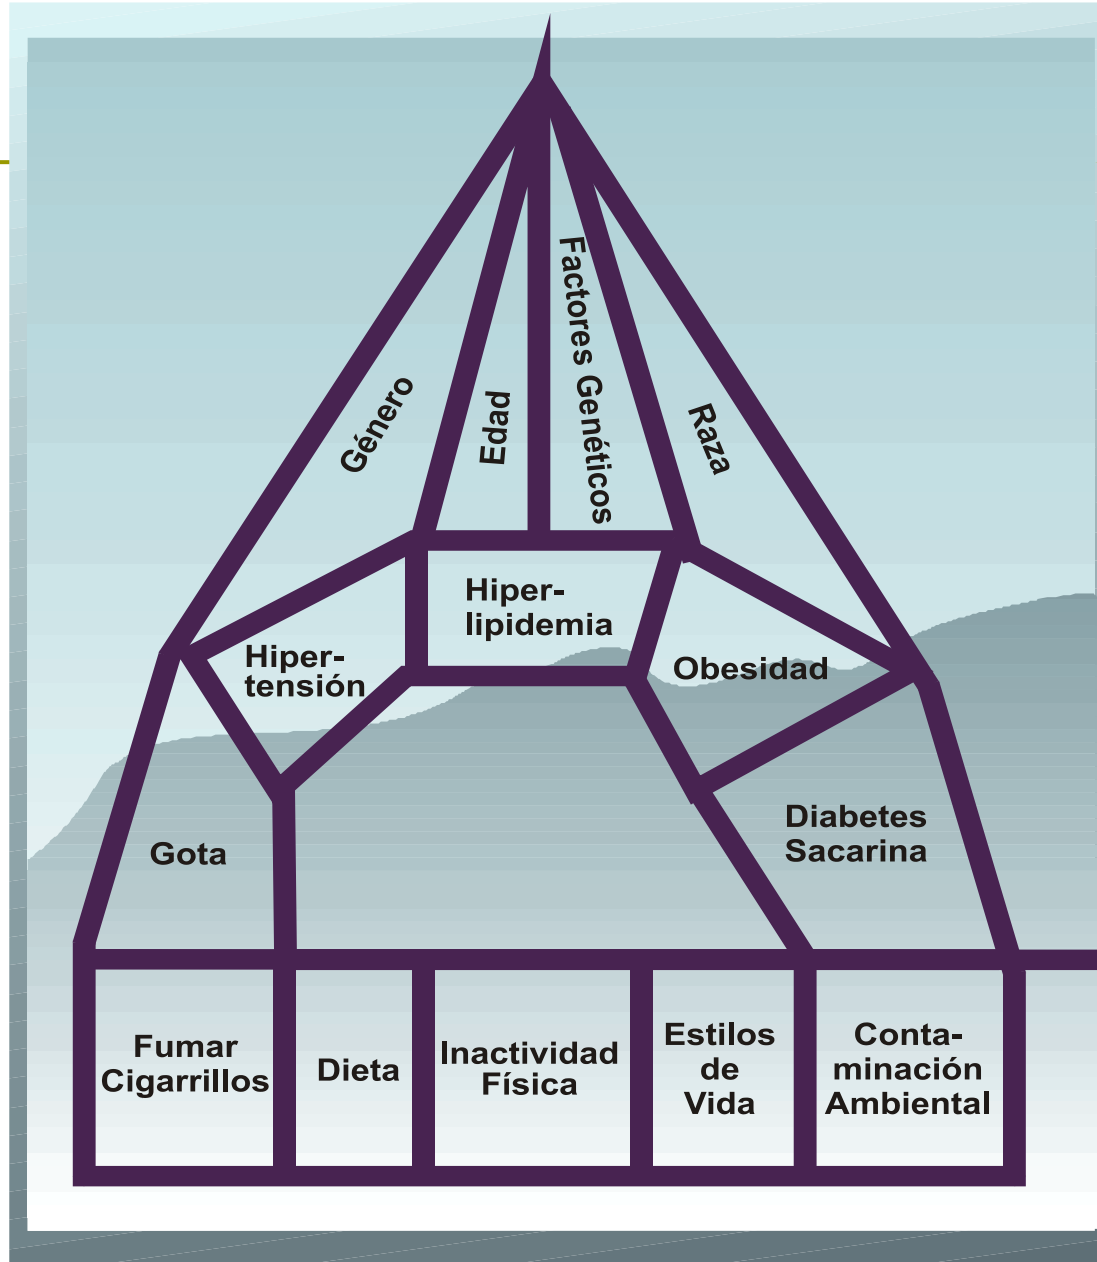 Género
Edad
Factores Genéticos
Raza
Hiper-
lipidemia
Hiper-
tensión
Obesidad
Gota
Diabetes
Sacarina
Fumar
Cigarrillos
Dieta
Inactividad
Física
Estilos
de
Vida
Conta-
minación
Ambiental